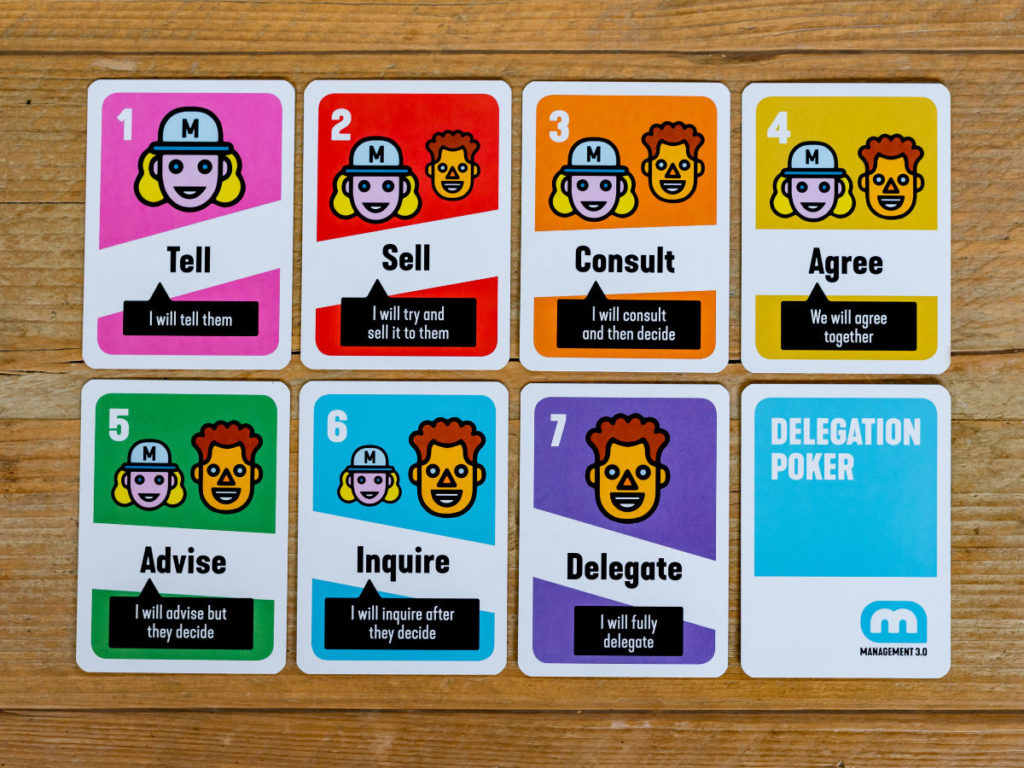 1
M
Tell
I will tell them
2
M
Sell
I will try and
sell it to them
3
M
Consult
I will consult
and then decide
4
M
Agree
We will agree
together
5
M
Advise
I will advise but
they decide
6
M
Inquire
I will inquire after
they decide
7
Delegate
I will fully
delegate
DELEGATION
POKER
m
MANAGEMENT 3.0